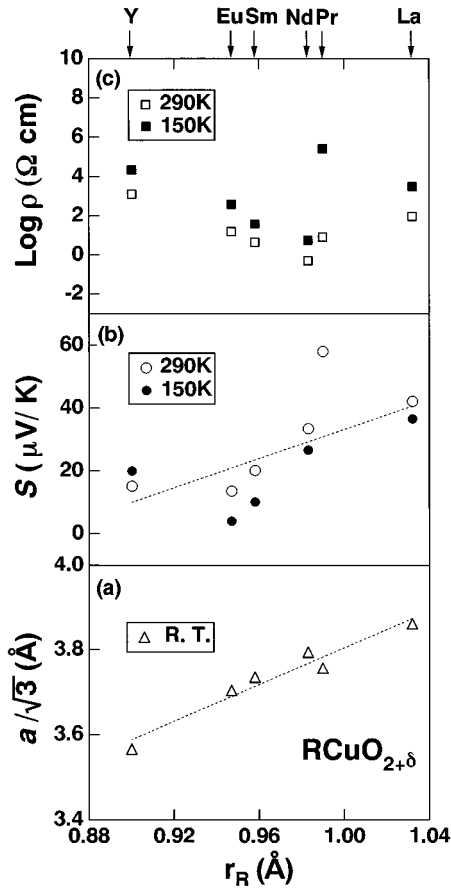 Y Eu Sm Nd Pr La
(c)
10
8
6
4
2
0
-2
290K
150K
Log ρ (Ω cm)
(b)
60
40
20
0
290K
150K
S (μV/ K)
(a)
4.0
3.8
3.6
3.4
R. T.
a/√3 (Å)
RCuO2+δ
0.88 0.92 0.96 1.00 1.04
rR (Å)